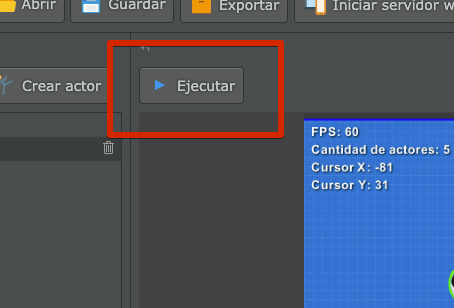 Abrir
Guardar
Exportar
Iniciar servidor w
Crear actor
Ejecutar
FPS: 60
Cantidad de actores: 5
Cursor X: -81
Cursor Y: 31